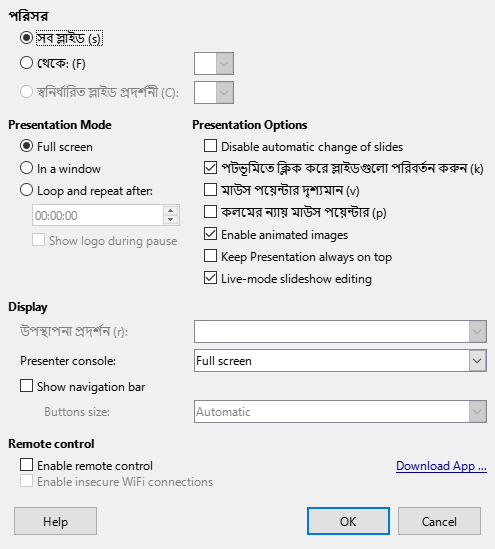 পরিসর
সব স্লাইড (s)
থেকে: (F)
স্বনির্ধারিত স্লাইড প্রদর্শনী (C):
Presentation Mode
Full screen
In a window
Loop and repeat after:
00:00:00
Show logo during pause
Presentation Options
Disable automatic change of slides
পটভূমিতে ক্লিক করে স্লাইডগুলো পরিবর্তন করুন (k)
মাউস পয়েন্টার দৃশ্যমান (v)
কলমের ন্যায় মাউস পয়েন্টার (p)
Enable animated images
Keep Presentation always on top
Live-mode slideshow editing
Display
উপস্থাপনা প্রদর্শন (r):
Presenter console: Full screen
Show navigation bar
Buttons size: Automatic
Remote control
Enable remote control Download App ...
Enable insecure WiFi connections
Help OK Cancel